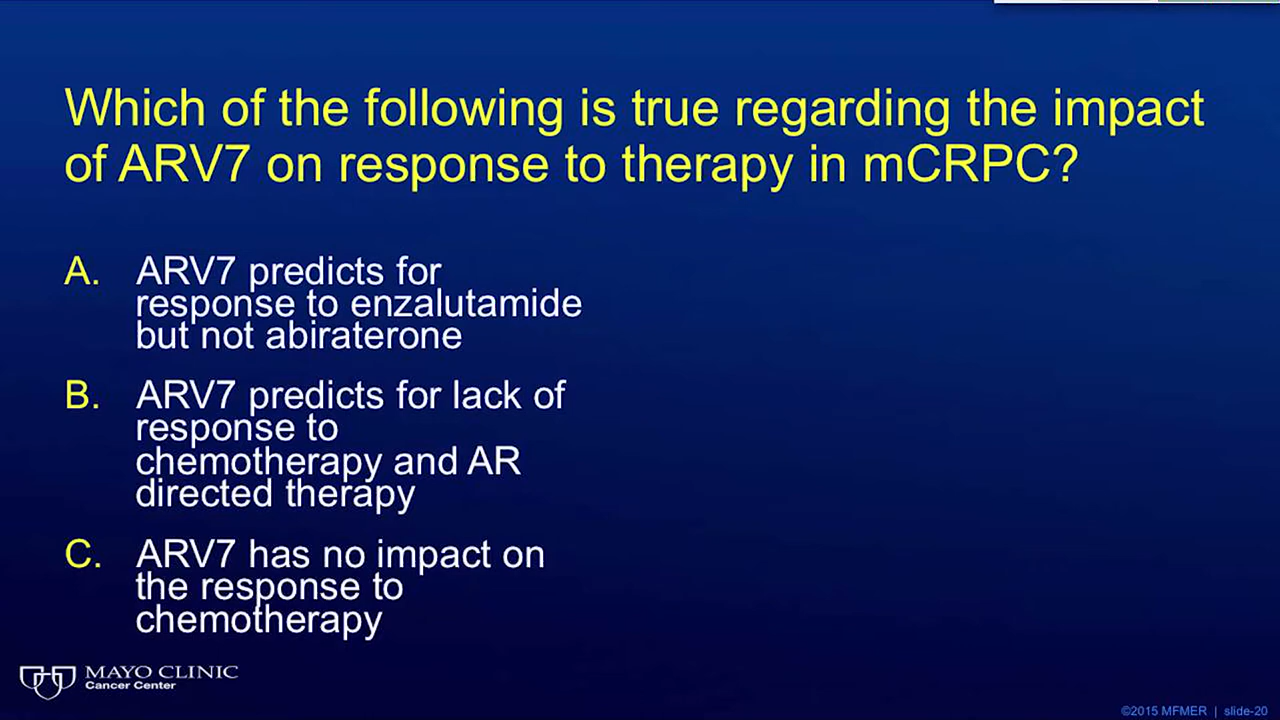 Which of the following is true regarding the impact
of ARV7 on response to therapy in mCRPC?
A. ARV7 predicts for
response to enzalutamide
but not abiraterone
B. ARV7 predicts for lack of
response to
chemotherapy and AR
directed therapy
C. ARV7 has no impact on
the response to
chemotherapy
MAYO CLINIC
Cancer Center
©2015 MFMER | slide-20